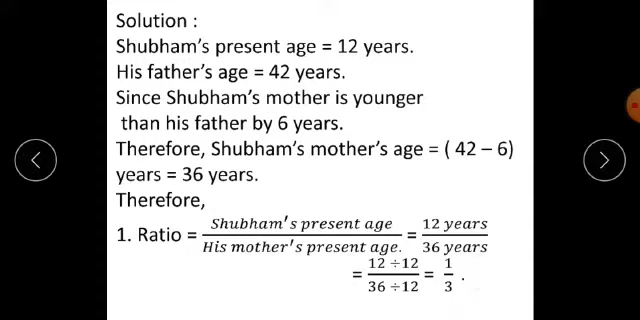 Solution :
Shubham's present age = 12 years.
His father's age = 42 years.
Since Shubham's mother is younger
than his father by 6 years.
Therefore, Shubham's mother's age = ( 42 – 6)
years = 36 years.
Therefore,
1. Ratio = Shubham's present age / His mother's present age. = 12 years / 36 years
= 12 ÷12 / 36 ÷12 = 1 / 3 .